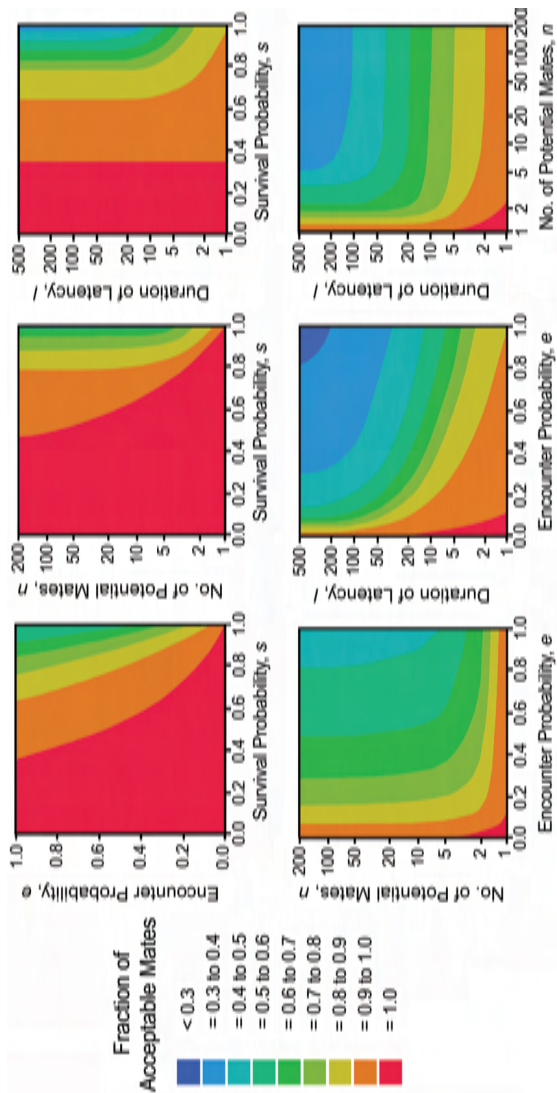 Fraction of
Acceptable Mates
< 0.3
= 0.3 to 0.4
= 0.4 to 0.5
= 0.5 to 0.6
= 0.6 to 0.7
= 0.7 to 0.8
= 0.8 to 0.9
= 0.9 to 1.0
= 1.0
Encounter Probability, e
1.0
0.8
0.6
0.4
0.2
0.0
0.0 0.2 0.4 0.6 0.8 1.0
Survival Probability, s
No. of Potential Mates, n
200
100
50
20
10
5
2
1
0.0 0.2 0.4 0.6 0.8 1.0
Survival Probability, s
Duration of Latency, l
500
200
100
50
20
10
5
2
1
0.0 0.2 0.4 0.6 0.8 1.0
Survival Probability, s
No. of Potential Mates, n
200
100
50
20
10
5
2
1
0.0 0.2 0.4 0.6 0.8 1.0
Encounter Probability, e
Duration of Latency, l
500
200
100
50
20
10
5
2
1
0.0 0.2 0.4 0.6 0.8 1.0
Encounter Probability, e
Duration of Latency, l
500
200
100
50
20
10
5
2
1
1 2 5 10 20 50 100 200
No. of Potential Mates, n